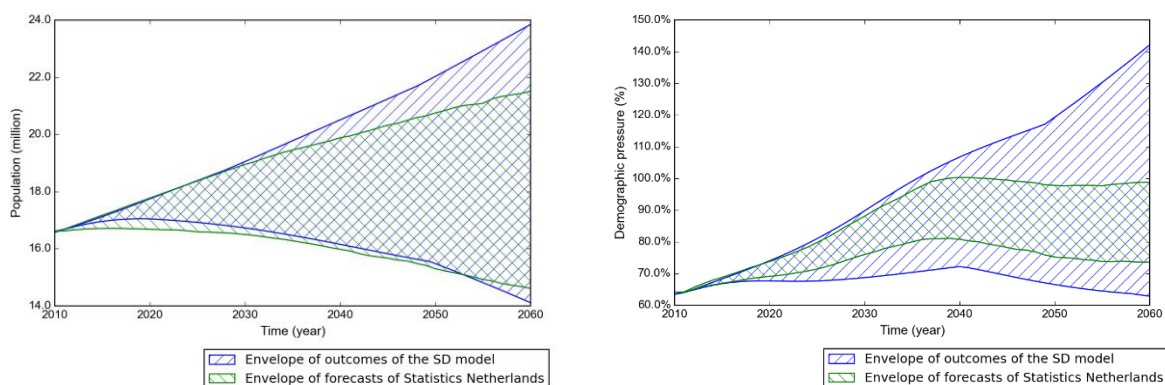 24.0
22.0
20.0
18.0
16.0
14.0
Population (million)
2010 2020 2030 2040 2050 2060
Time (year)
Envelope of outcomes of the SD model
Envelope of forecasts of Statistics Netherlands
150.0%
140.0%
130.0%
120.0%
110.0%
100.0%
90.0%
80.0%
70.0%
60.0%
Demographic pressure (%)
2010 2020 2030 2040 2050 2060
Time (year)
Envelope of outcomes of the SD model
Envelope of forecasts of Statistics Netherlands